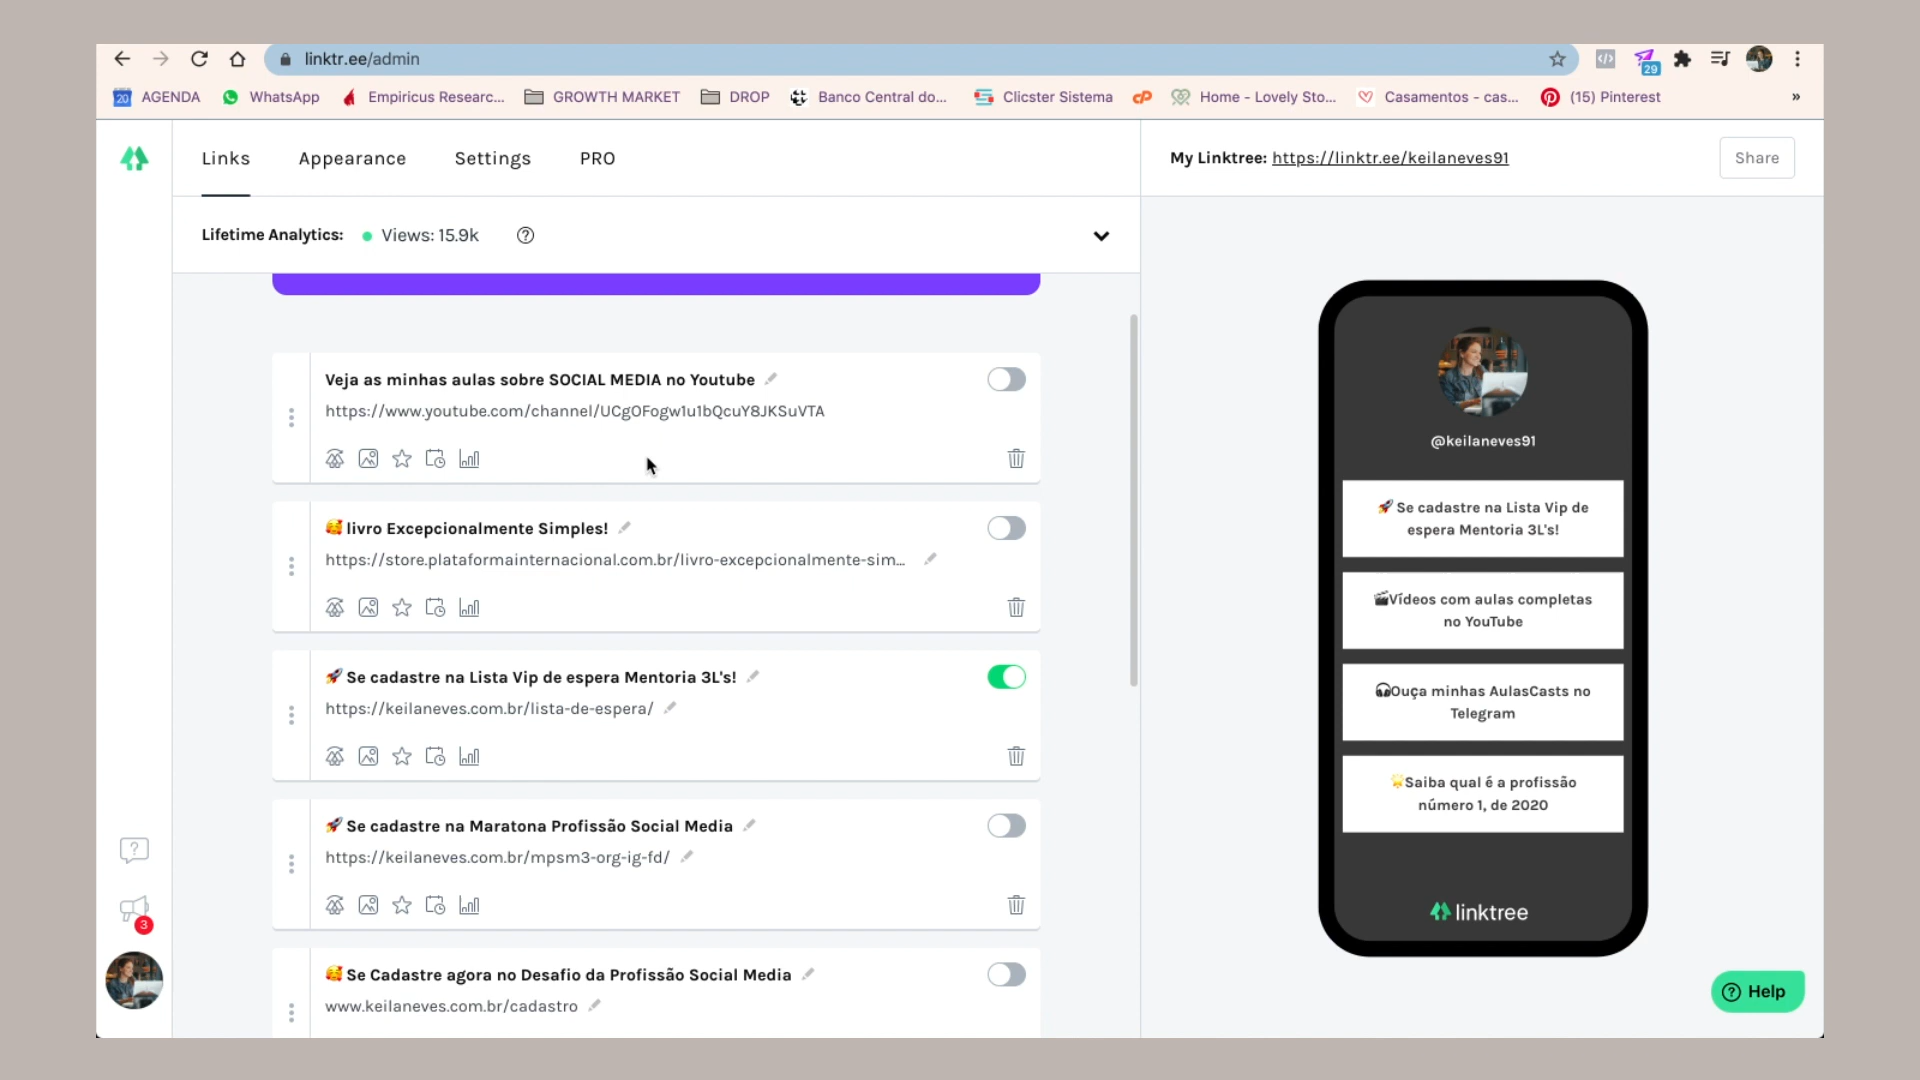 linktr.ee/admin
29
20 AGENDA WhatsApp Empiricus Researc... GROWTH MARKET DROP Banco Central do... Clicster Sistema cP Home - Lovely Sto... Casamentos - cas... (15) Pinterest »
Links Appearance Settings PRO
My Linktree: https://linktr.ee/keilaneves91 Share
Lifetime Analytics: Views: 15.9k
Veja as minhas aulas sobre SOCIAL MEDIA no Youtube
https://www.youtube.com/channel/UCgOFogw1u1bQcuY8JKSuVTA
🥰 livro Excepcionalmente Simples!
https://store.plataformainternacional.com.br/livro-excepcionalmente-sim...
🚀 Se cadastre na Lista Vip de espera Mentoria 3L's!
https://keilaneves.com.br/lista-de-espera/
🚀 Se cadastre na Maratona Profissão Social Media
https://keilaneves.com.br/mpsm3-org-ig-fd/
🥰 Se Cadastre agora no Desafio da Profissão Social Media
www.keilaneves.com.br/cadastro
3
@keilaneves91
🚀 Se cadastre na Lista Vip de
espera Mentoria 3L's!
🎬Vídeos com aulas completas
no YouTube
🎧Ouça minhas AulasCasts no
Telegram
🌟Saiba qual é a profissão
número 1, de 2020
linktree
Help